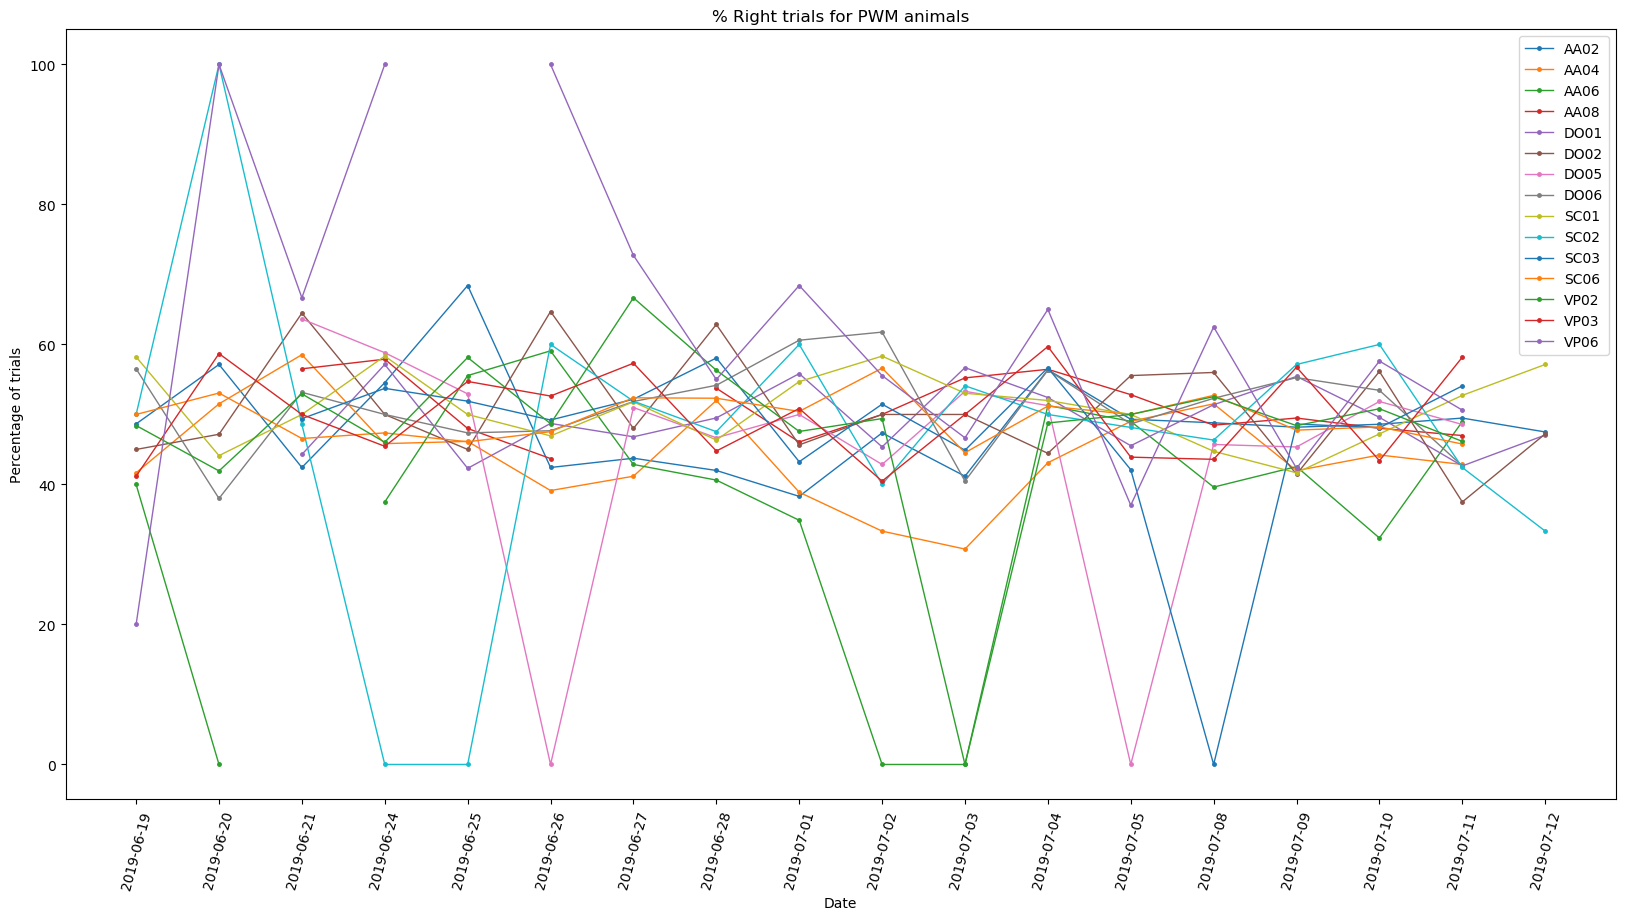 % Right trials for PWM animals
Percentage of trials
100
80
60
40
20
0
AA02
AA04
AA06
AA08
DO01
DO02
DO05
DO06
SC01
SC02
SC03
SC06
VP02
VP03
VP06
2019-06-19
2019-06-20
2019-06-21
2019-06-24
2019-06-25
2019-06-26
2019-06-27
2019-06-28
2019-07-01
2019-07-02
2019-07-03
2019-07-04
2019-07-05
2019-07-08
2019-07-09
2019-07-10
2019-07-11
2019-07-12
Date